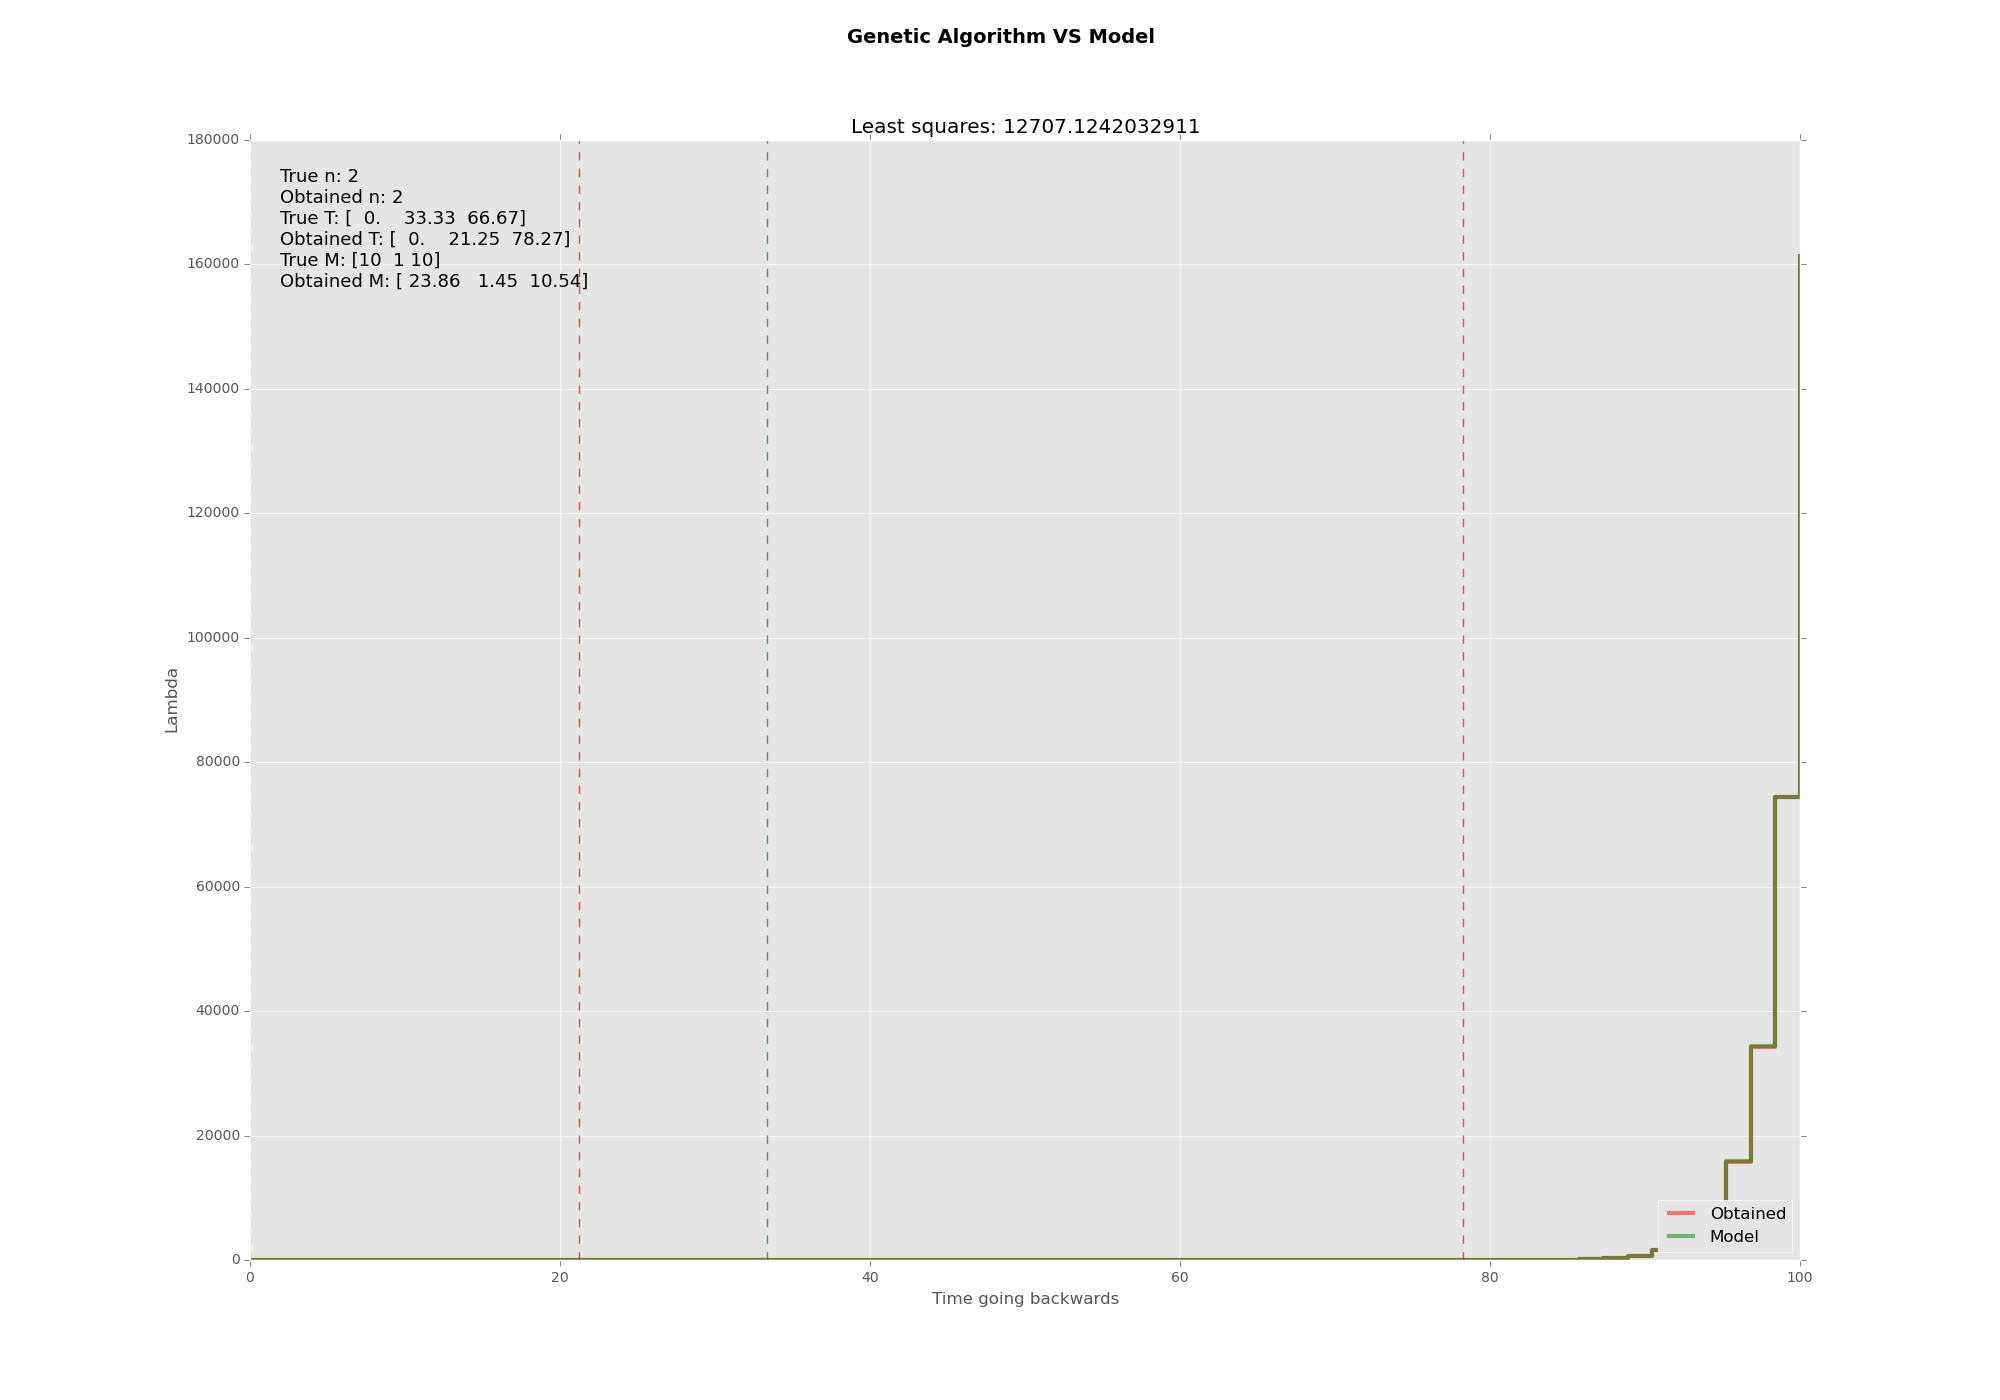 Genetic Algorithm VS Model
Least squares: 12707.1242032911
180000
160000
140000
120000
100000
80000
60000
40000
20000
0
Lambda
True n: 2
Obtained n: 2
True T: [  0.    33.33  66.67]
Obtained T: [  0.    21.25  78.27]
True M: [10  1 10]
Obtained M: [ 23.86   1.45  10.54]
Obtained
Model
0 20 40 60 80 100
Time going backwards